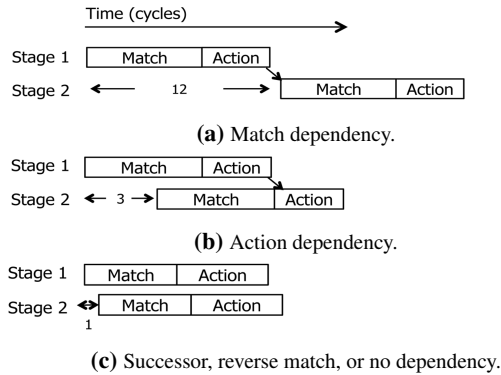 Time (cycles)
Stage 1 Match Action
Stage 2 12 Match Action
(a) Match dependency.
Stage 1 Match Action
Stage 2 3 Match Action
(b) Action dependency.
Stage 1 Match Action
Stage 2 Match Action
1
(c) Successor, reverse match, or no dependency.